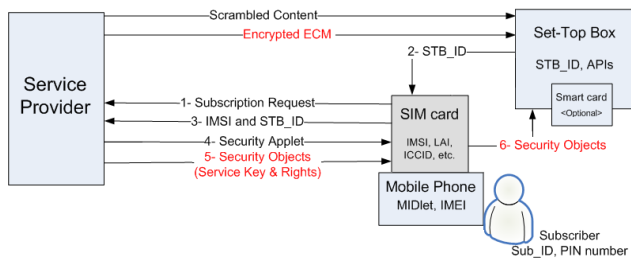 Scrambled Content
Encrypted ECM
2- STB_ID
Set-Top Box
STB_ID, APIs
Smart card
<Optional>
Service
Provider
1- Subscription Request
3- IMSI and STB_ID
4- Security Applet
5- Security Objects
(Service Key & Rights)
SIM card
IMSI, LAI,
ICCID, etc.
6- Security Objects
Mobile Phone
MIDlet, IMEI
Subscriber
Sub_ID, PIN number